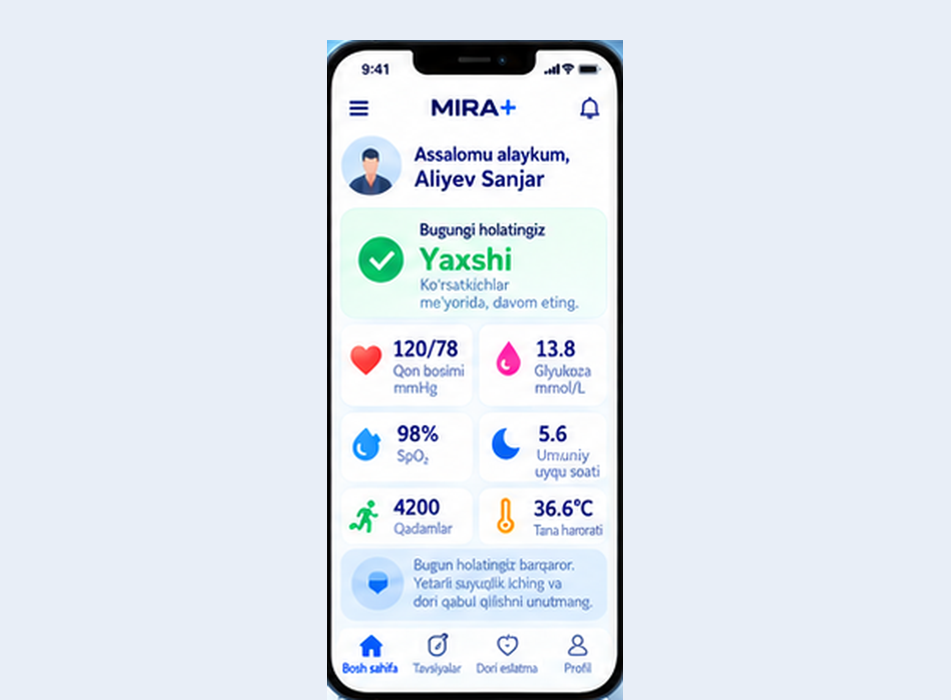 9:41
MIRA+
Assalomu alaykum,
Aliyev Sanjar
Bugungi holatingiz
Yaxshi
Ko'rsatkichlar
me'yorida, davom eting.
120/78
Qon bosimi
mmHg
13.8
Glyukoza
mmol/L
98%
SpO₂
5.6
Umuniy
uyqu soati
4200
Qadamlar
36.6°C
Tana harorati
Bugun holatingiz barqaror.
Yetarli suyuqlik iching va
dori qabul qilishni unutmang.
Bosh sahifa
Tavsiyalar
Dori eslatma
Profil